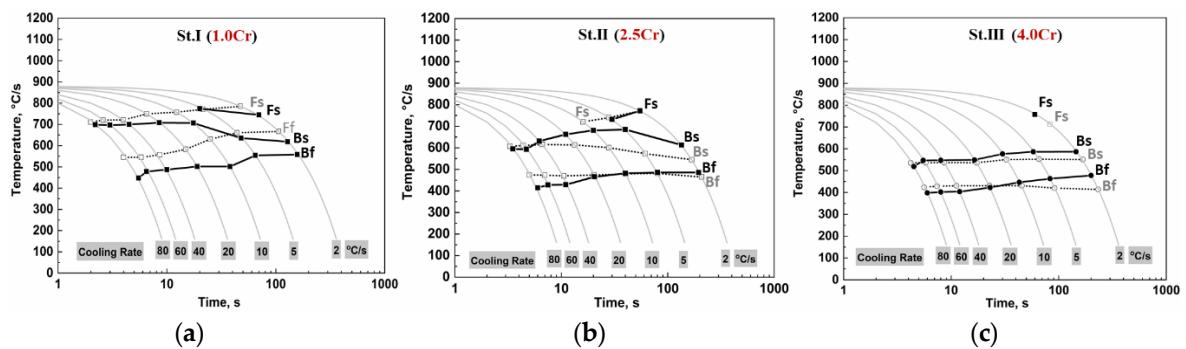 St.I (1.0Cr)
Temperature, °C/s
1200
1100
1000
900
800
700
600
500
400
300
200
100
0
Fs
Fs
Ff
Bs
Bf
Cooling Rate 80 60 40 20 10 5 2 °C/s
1 10 100 1000
Time, s
(a)
St.II (2.5Cr)
Temperature, °C/s
1200
1100
1000
900
800
700
600
500
400
300
200
100
0
Fs
Fs
Bs
Bs
Bf
Bf
Cooling Rate 80 60 40 20 10 5 2 °C/s
1 10 100 1000
Time, s
(b)
St.III (4.0Cr)
Temperature, °C/s
1200
1100
1000
900
800
700
600
500
400
300
200
100
0
Fs
Fs
Bs
Bs
Bf
Bf
Cooling Rate 80 60 40 20 10 5 2 °C/s
1 10 100 1000
Time, s
(c)